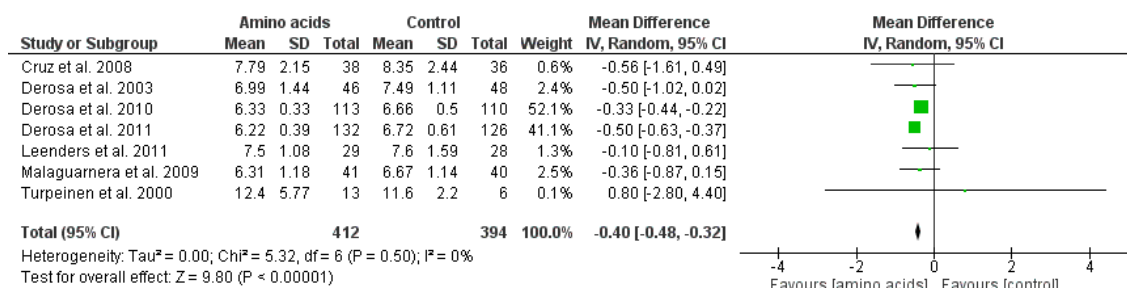 Amino acids Control Mean Difference Mean Difference
Study or Subgroup Mean SD Total Mean SD Total Weight IV, Random, 95% CI IV, Random, 95% CI
Cruz et al. 2008 7.79 2.15 38 8.35 2.44 36 0.6% -0.56 [-1.61, 0.49]
Derosa et al. 2003 6.99 1.44 46 7.49 1.11 48 2.4% -0.50 [-1.02, 0.02]
Derosa et al. 2010 6.33 0.33 113 6.66 0.5 110 52.1% -0.33 [-0.44, -0.22]
Derosa et al. 2011 6.22 0.39 132 6.72 0.61 126 41.1% -0.50 [-0.63, -0.37]
Leenders et al. 2011 7.5 1.08 29 7.6 1.59 28 1.3% -0.10 [-0.81, 0.61]
Malaguarnera et al. 2009 6.31 1.18 41 6.67 1.14 40 2.5% -0.36 [-0.87, 0.15]
Turpeinen et al. 2000 12.4 5.77 13 11.6 2.2 6 0.1% 0.80 [-2.80, 4.40]
Total (95% CI) 412 394 100.0% -0.40 [-0.48, -0.32]
Heterogeneity: Tau² = 0.00; Chi² = 5.32, df = 6 (P = 0.50); I² = 0%
Test for overall effect: Z = 9.80 (P < 0.00001)
-4 -2 0 2 4
Favours [amino acids] Favours [control]